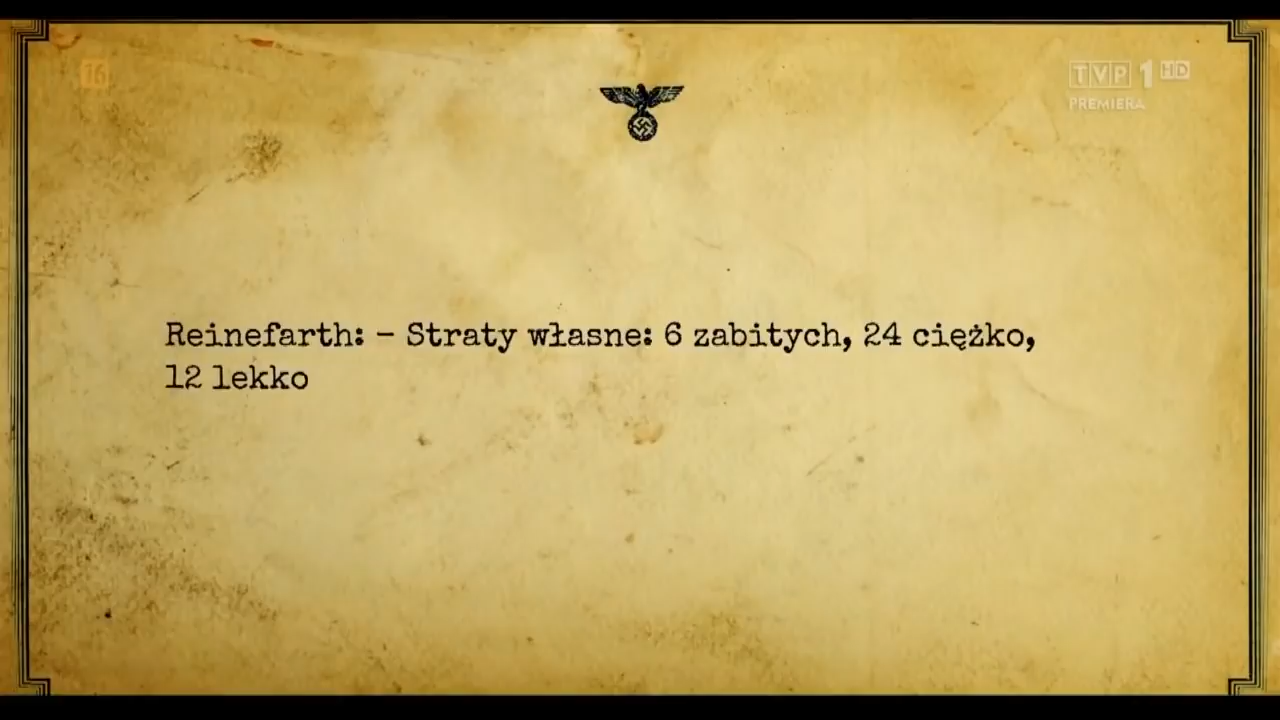 16
TVP 1 HD
PREMIERA
Reinefarth: – Straty własne: 6 zabitych, 24 ciężko,
12 lekko